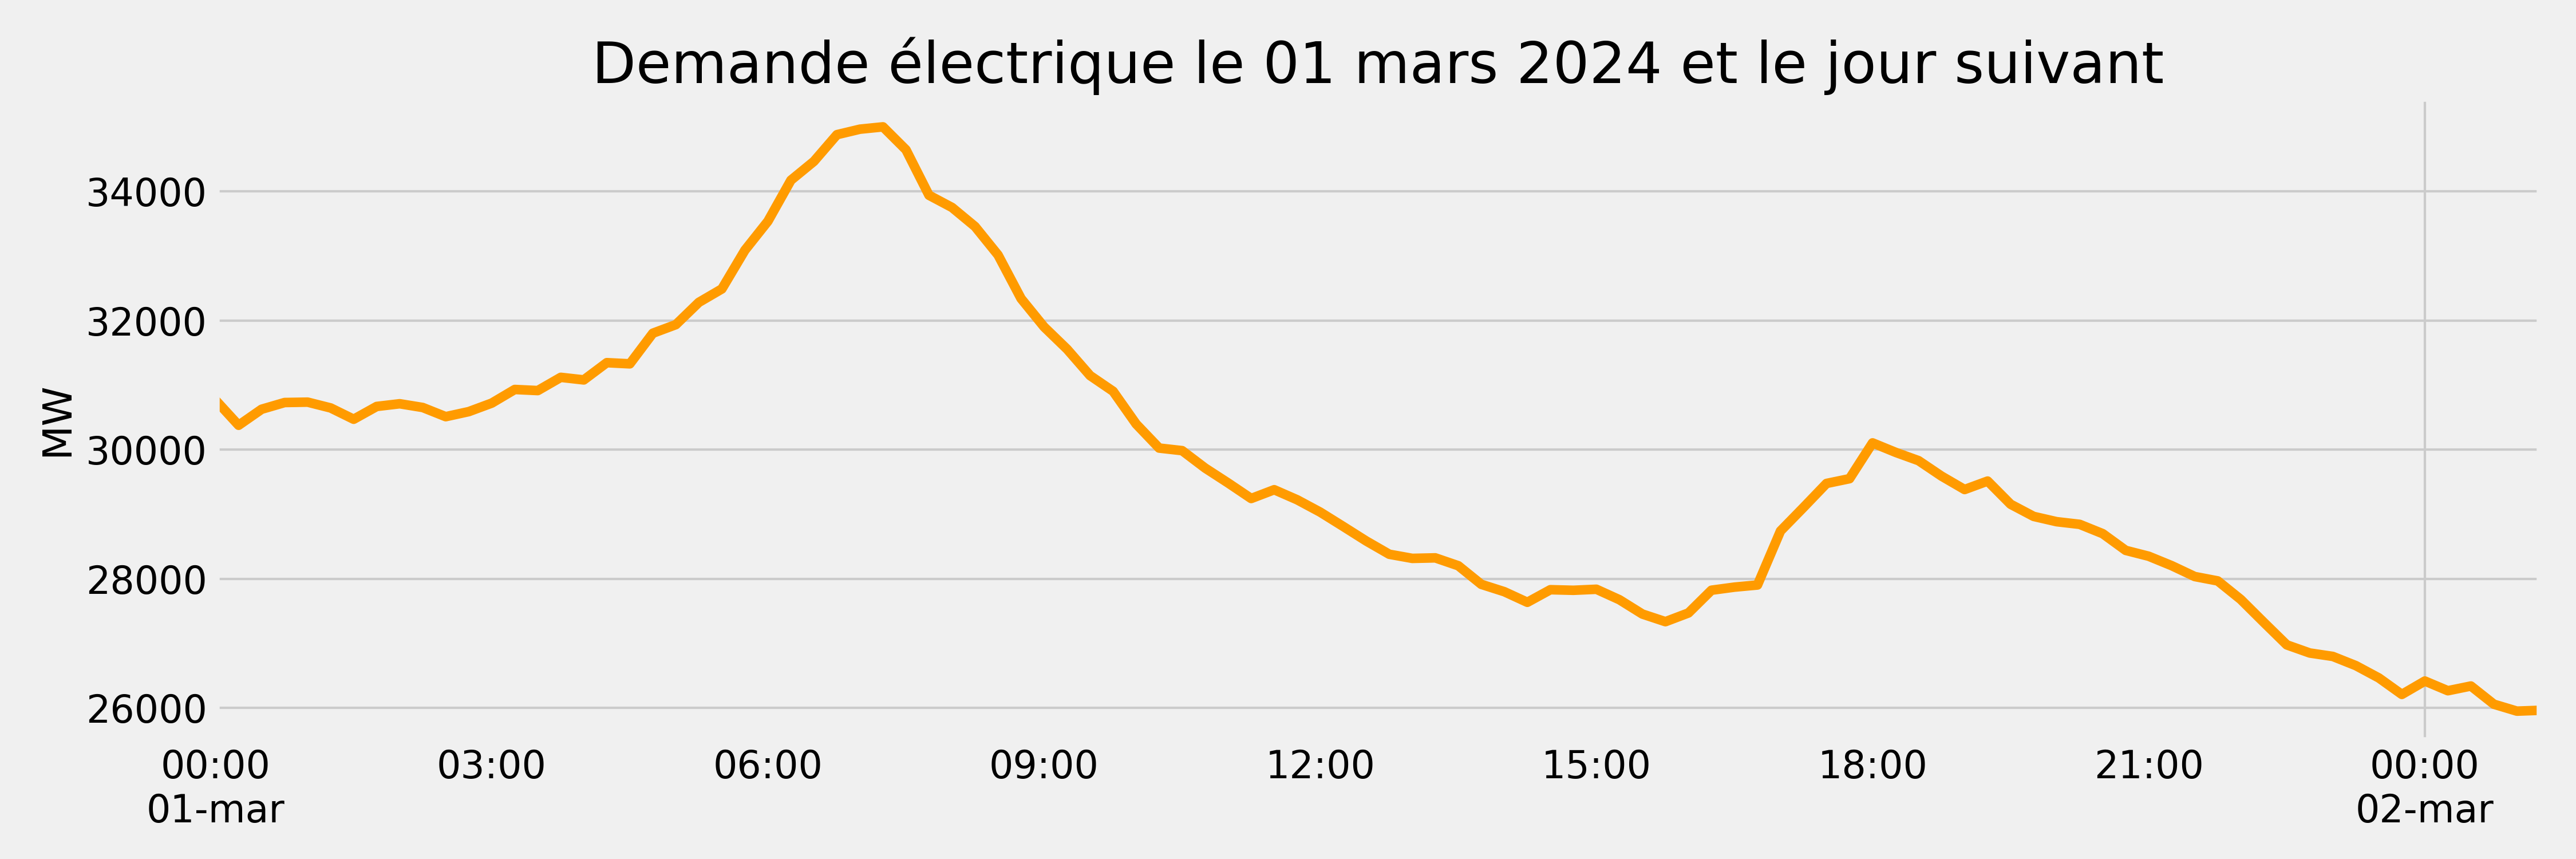 Demande électrique le 01 mars 2024 et le jour suivant
MW
34000
32000
30000
28000
26000
00:00 03:00 06:00 09:00 12:00 15:00 18:00 21:00 00:00
01-mar 02-mar